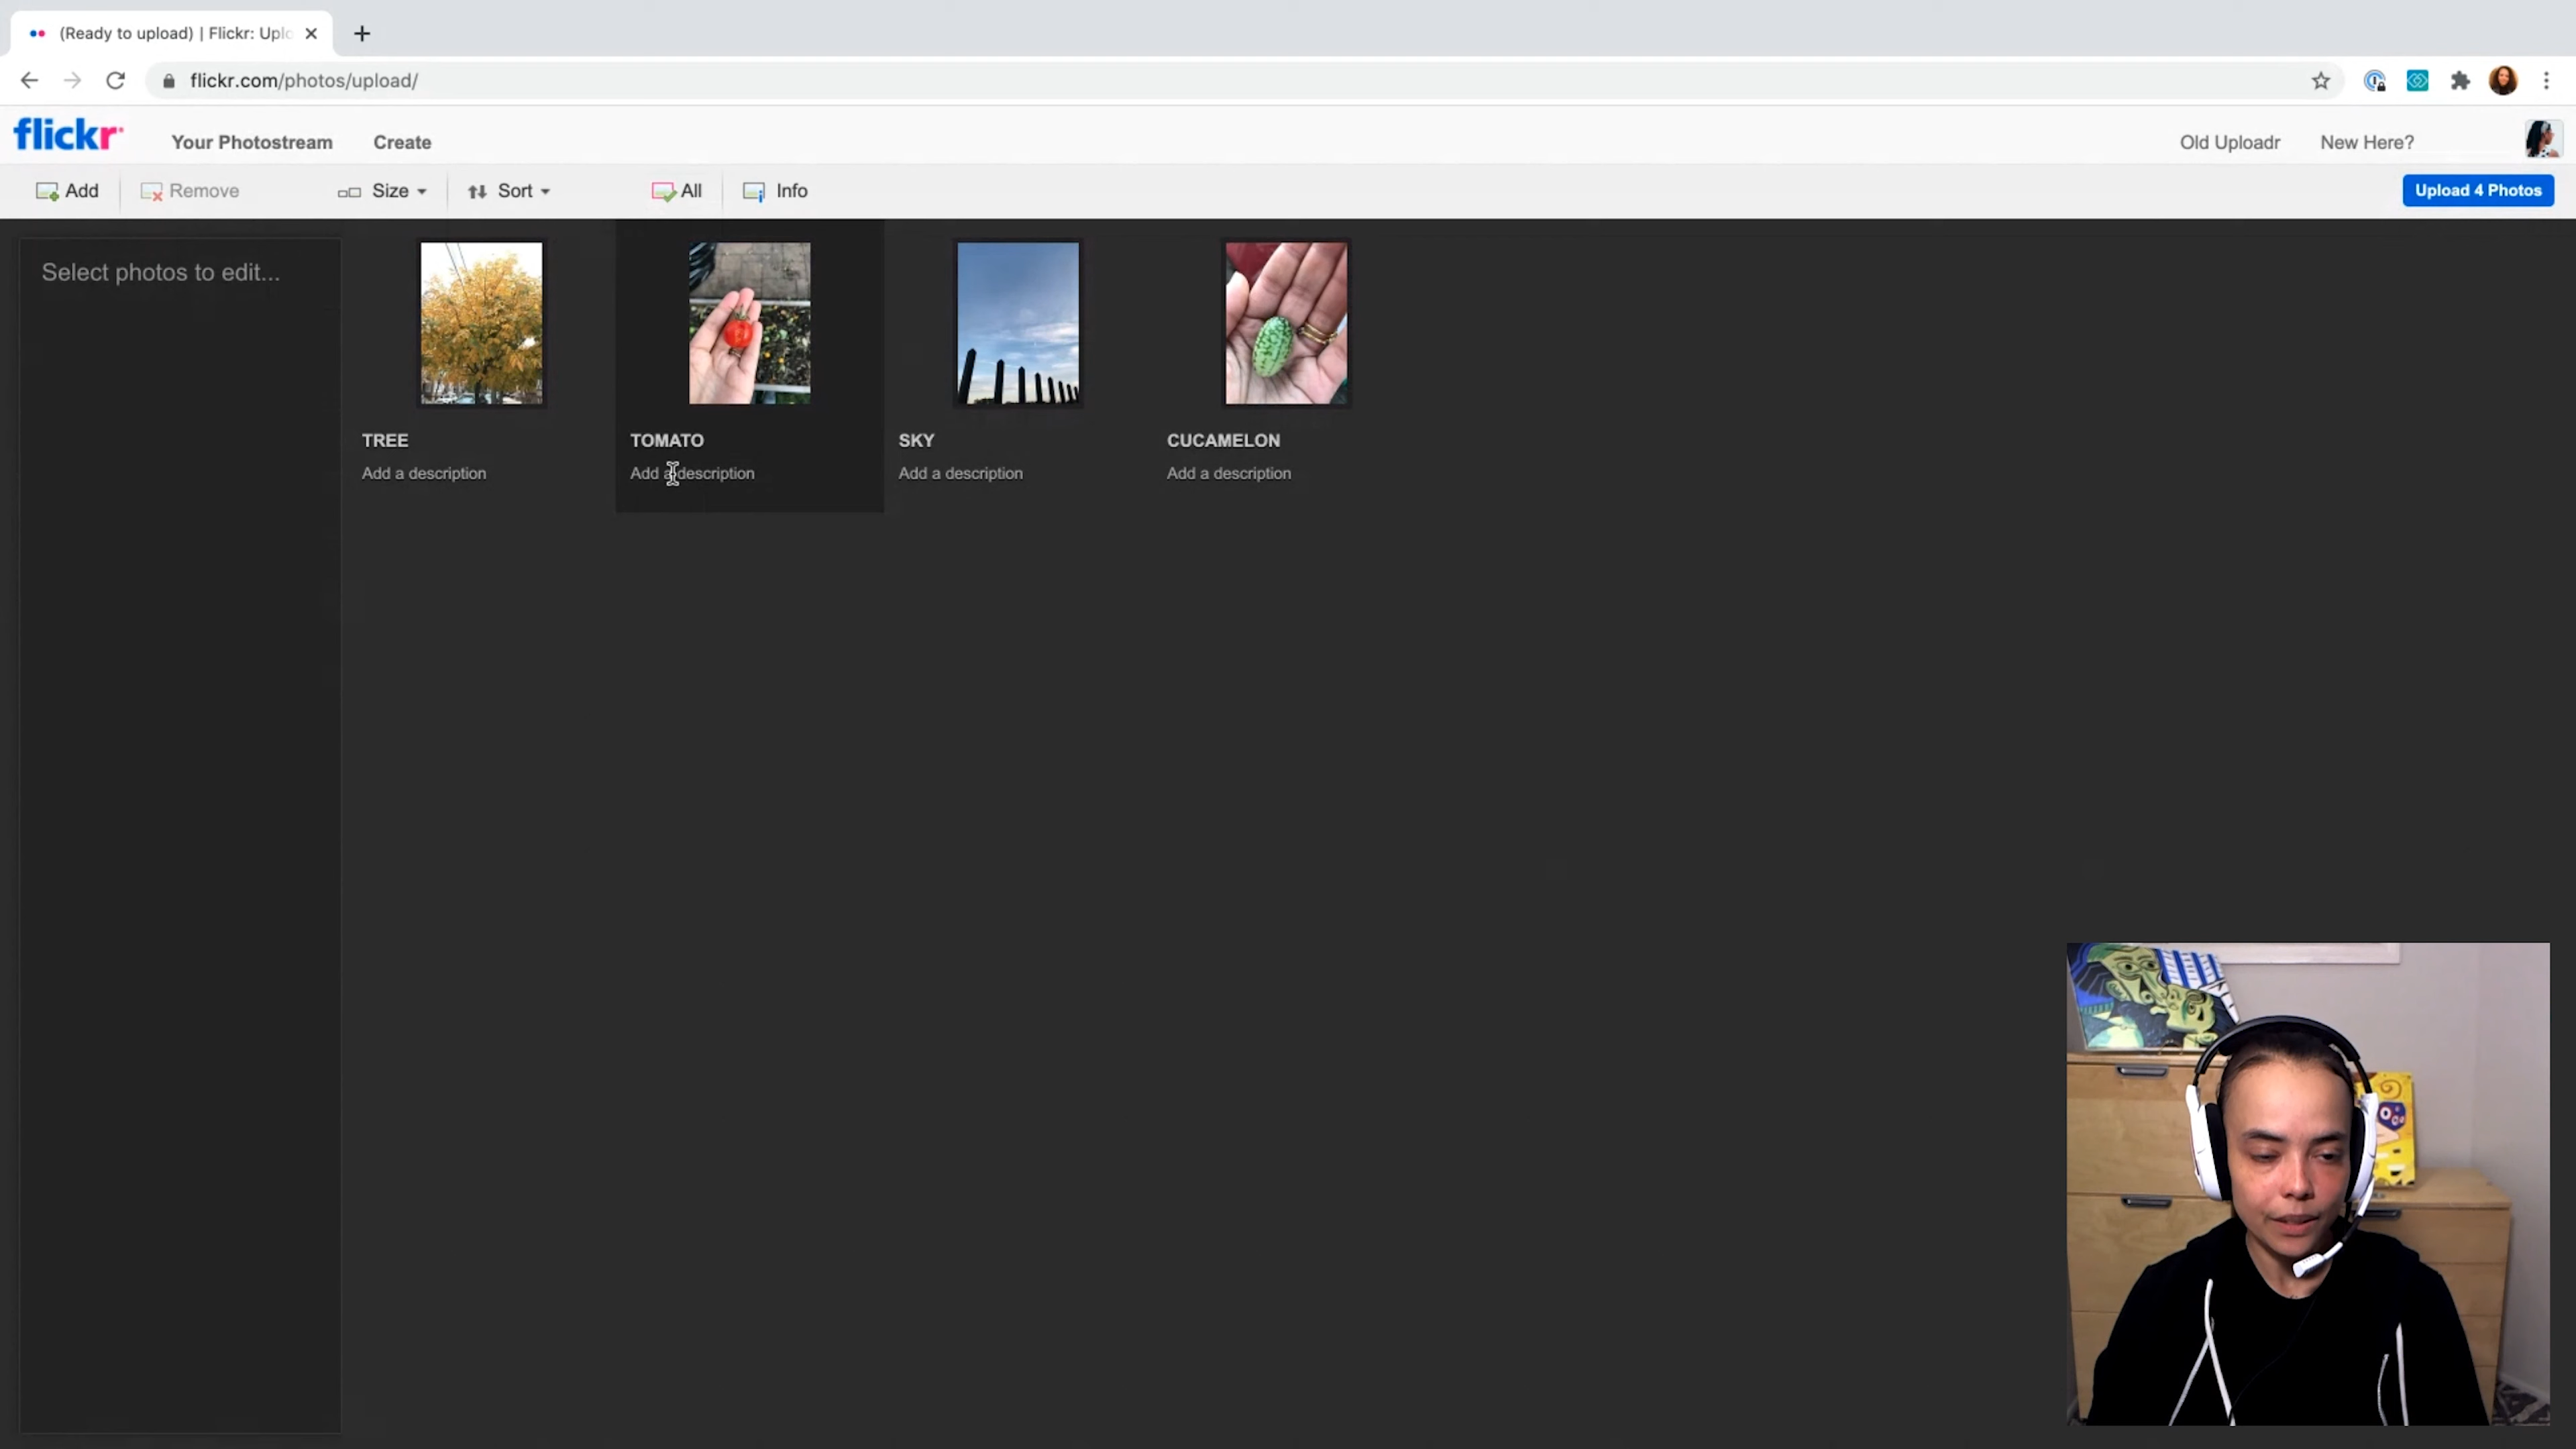 (Ready to upload) | Flickr: Uplo
flickr.com/photos/upload/
flickr
Your Photostream
Create
Old Uploadr
New Here?
Add
Remove
Size
Sort
All
Info
Upload 4 Photos
Select photos to edit...
TREE
TOMATO
SKY
CUCAMELON
Add a description
Add a description
Add a description
Add a description